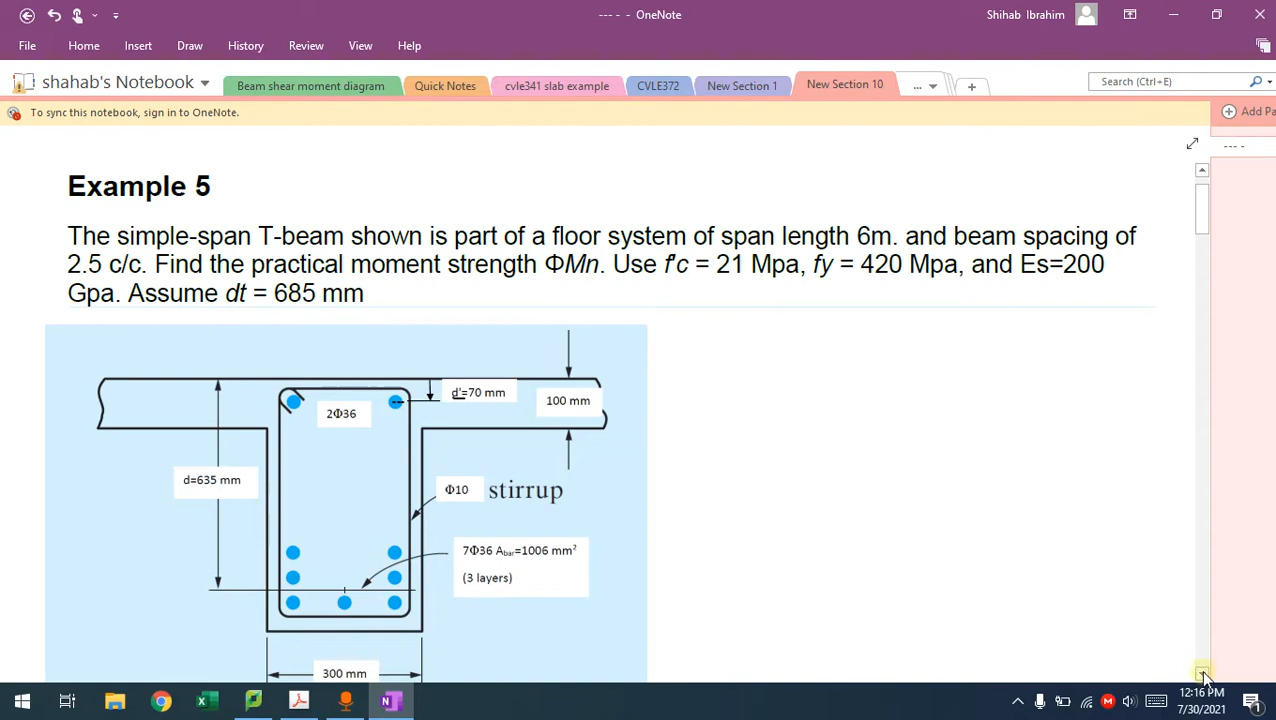 --- - - OneNote
Shihab Ibrahim
File Home Insert Draw History Review View Help
shahab's Notebook
Beam shear moment diagram
Quick Notes
cvle341 slab example
CVLE372
New Section 1
New Section 10
...
Search (Ctrl+E)
To sync this notebook, sign in to OneNote.
Add Pa
--- -
Example 5
The simple-span T-beam shown is part of a floor system of span length 6m. and beam spacing of
2.5 c/c. Find the practical moment strength ΦMn. Use f'c = 21 Mpa, fy = 420 Mpa, and Es=200
Gpa. Assume dt = 685 mm
d'=70 mm
100 mm
2Φ36
d=635 mm
Φ10 stirrup
7Φ36 Abar=1006 mm²
(3 layers)
300 mm
12:16 PM
7/30/2021
1